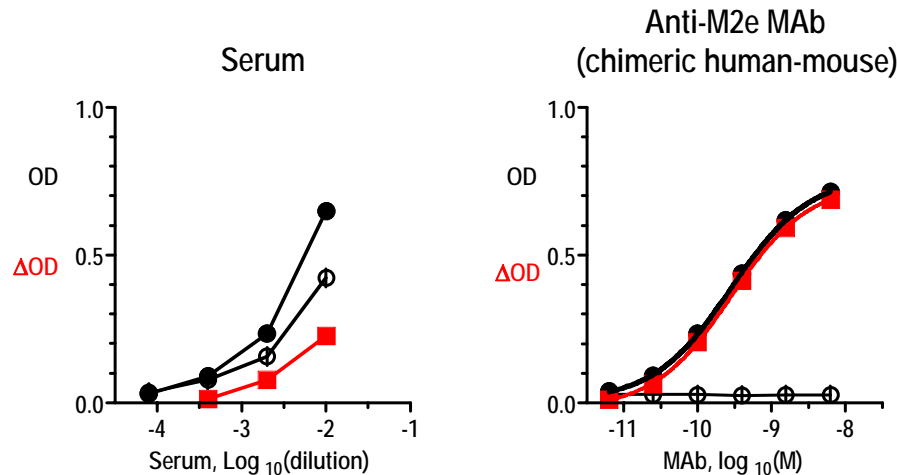 Serum
1.0
OD
0.5
ΔOD
0.0
-4
-3
-2
-1
Serum, Log 10(dilution)
Anti-M2e MAb
(chimeric human-mouse)
1.0
OD
0.5
ΔOD
0.0
-11
-10
-9
-8
MAb, log 10(M)